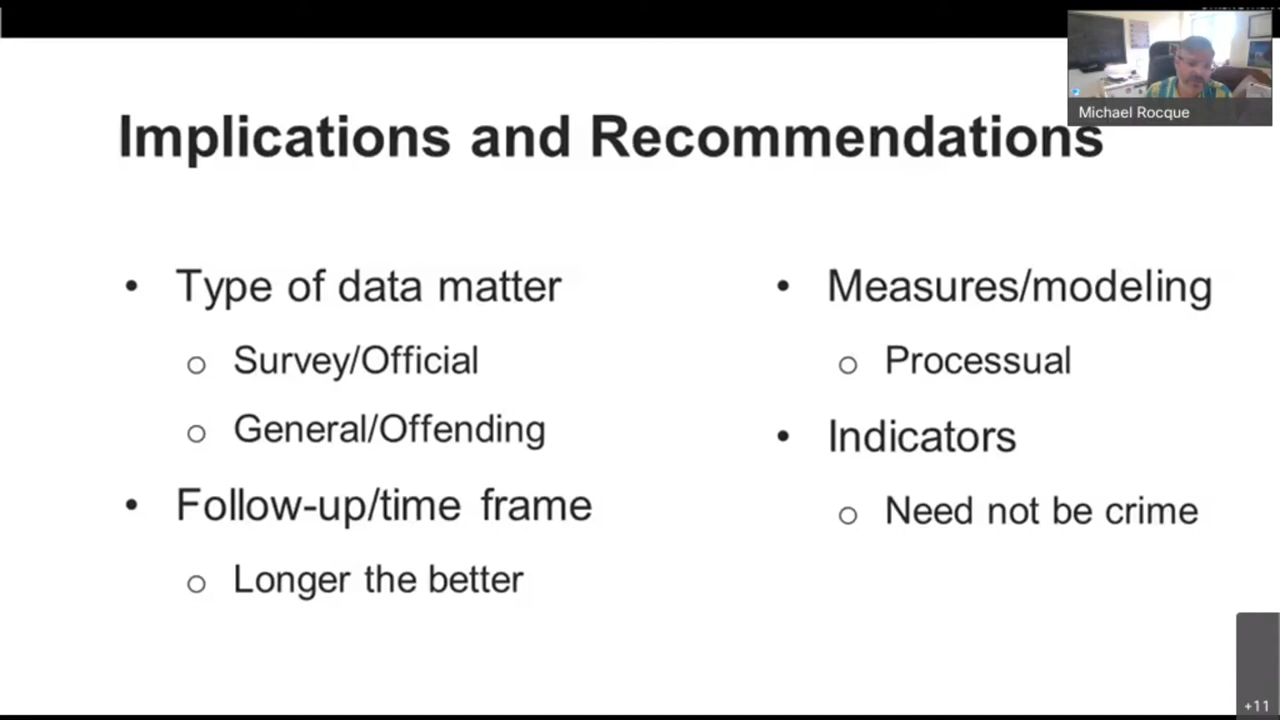 Michael Rocque
Implications and Recommendations
• Type of data matter
o Survey/Official
o General/Offending
• Follow-up/time frame
o Longer the better
• Measures/modeling
o Processual
• Indicators
o Need not be crime
+11